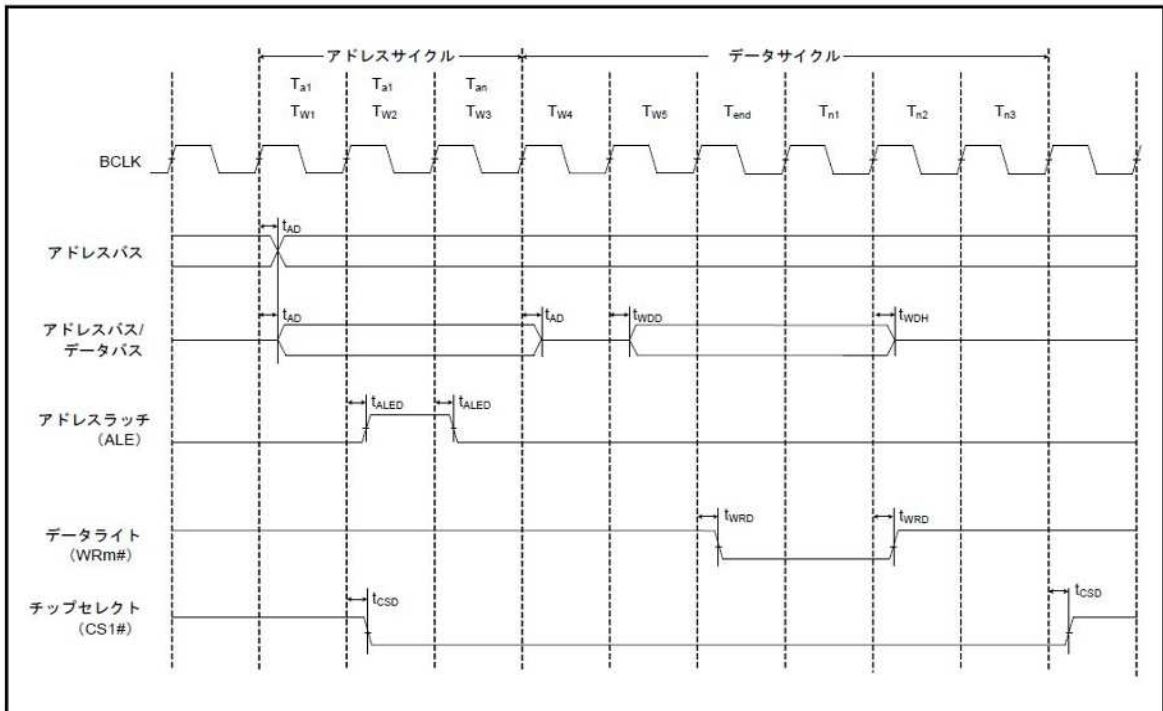 アドレスサイクル データサイクル
Ta1 Ta1 Tan
TW1 TW2 TW3 TW4 TW5 Tend Tn1 Tn2 Tn3
BCLK
tAD
アドレスバス
tAD tAD tWDD tWDH
アドレスバス/
データバス
tALED tALED
アドレスラッチ
(ALE)
tWRD tWRD
データライト
(WRm#)
tCSD tCSD
チップセレクト
(CS1#)